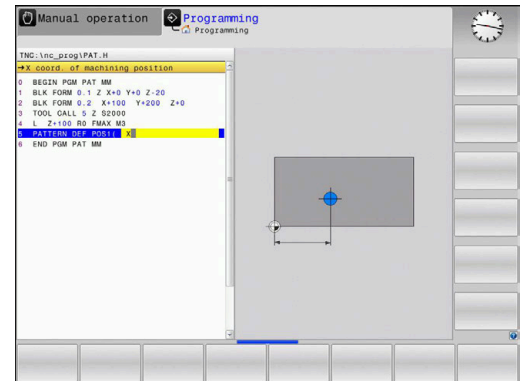 Manual operation
Programming
Programming
TNC:\nc_prog\PAT.H
→X coord. of machining position
0 BEGIN PGM PAT MM
1 BLK FORM 0.1 Z X+0 Y+0 Z-20
2 BLK FORM 0.2 X+100 Y+200 Z+0
3 TOOL CALL 5 Z S2000
4 L Z+100 R0 FMAX M3
5 PATTERN DEF POS1( X
6 END PGM PAT MM